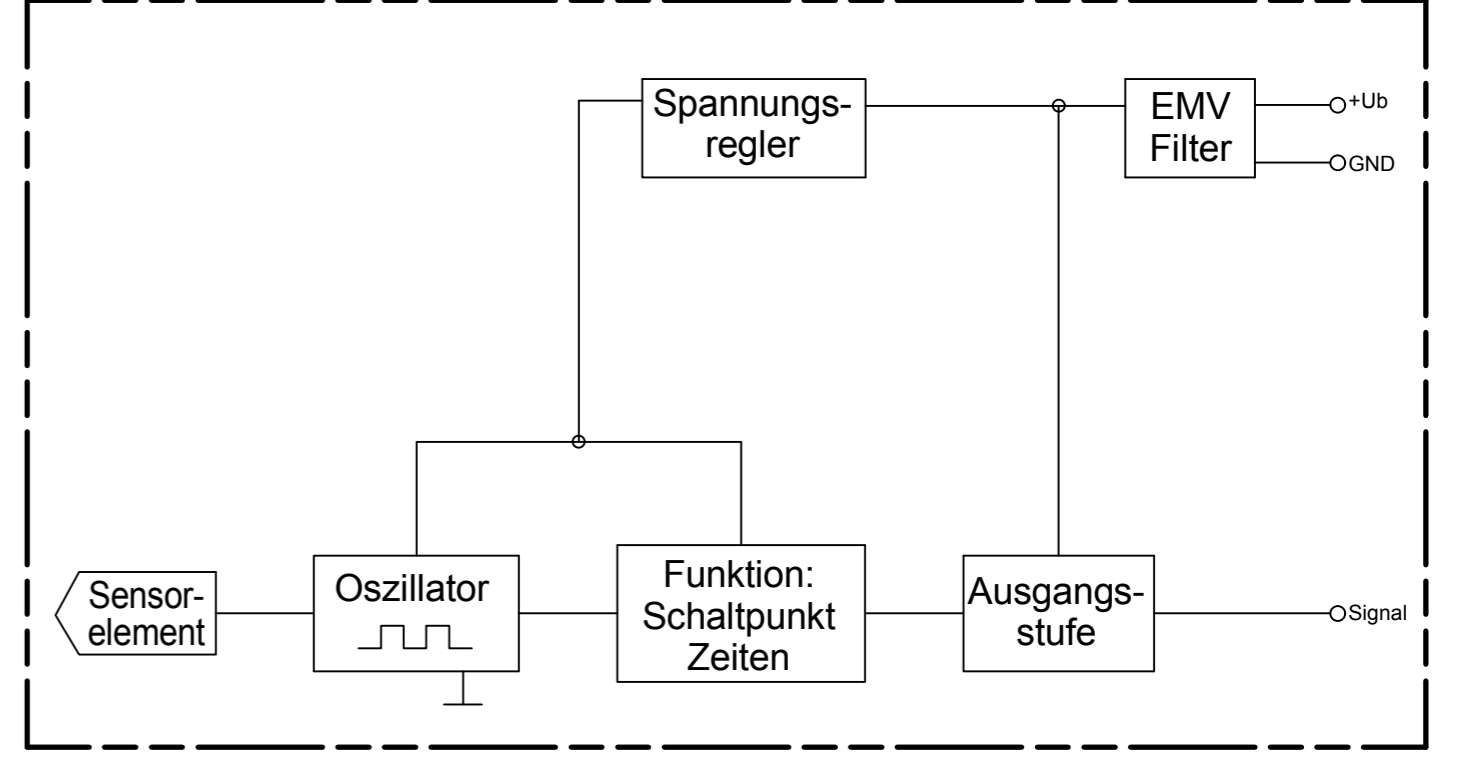 Spannungs-
regler
EMV
Filter
+Ub
GND
Sensor-
element
Oszillator
Funktion:
Schaltpunkt
Zeiten
Ausgangs-
stufe
Signal